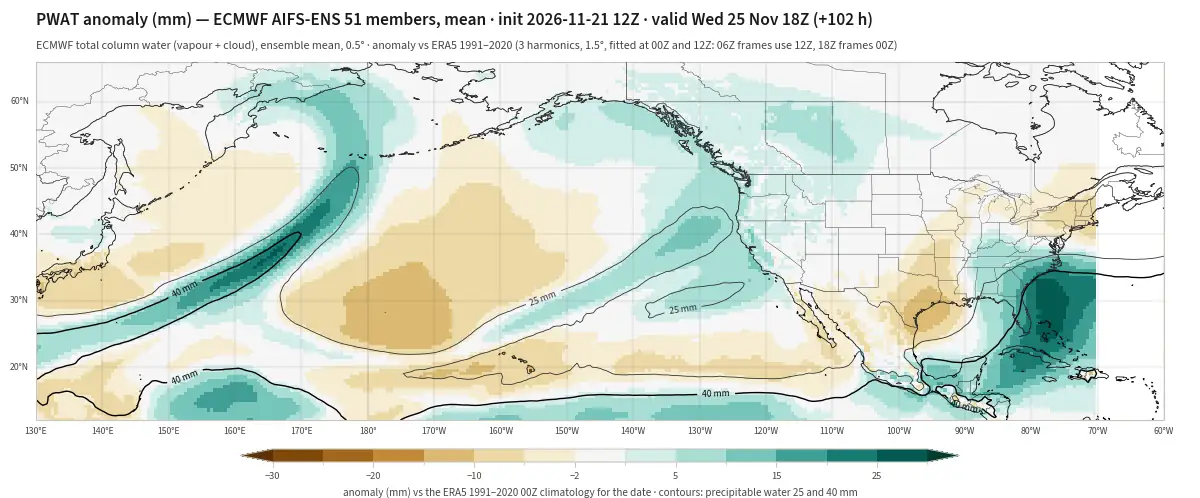 PWAT anomaly (mm) — ECMWF AIFS-ENS 51 members, mean · init 2026-11-21 12Z · valid Wed 25 Nov 18Z (+102 h)
ECMWF total column water (vapour + cloud), ensemble mean, 0.5° · anomaly vs ERA5 1991–2020 (3 harmonics, 1.5°, fitted at 00Z and 12Z: 06Z frames use 12Z, 18Z frames 00Z)
60°N
50°N
40°N
30°N
20°N
40 mm
25 mm
25 mm
40 mm
40 mm
130°E 140°E 150°E 160°E 170°E 180° 170°W 160°W 150°W 140°W 130°W 120°W 110°W 100°W 90°W 80°W 70°W 60°W
−30 −20 −10 −2 5 15 25
anomaly (mm) vs the ERA5 1991–2020 00Z climatology for the date · contours: precipitable water 25 and 40 mm